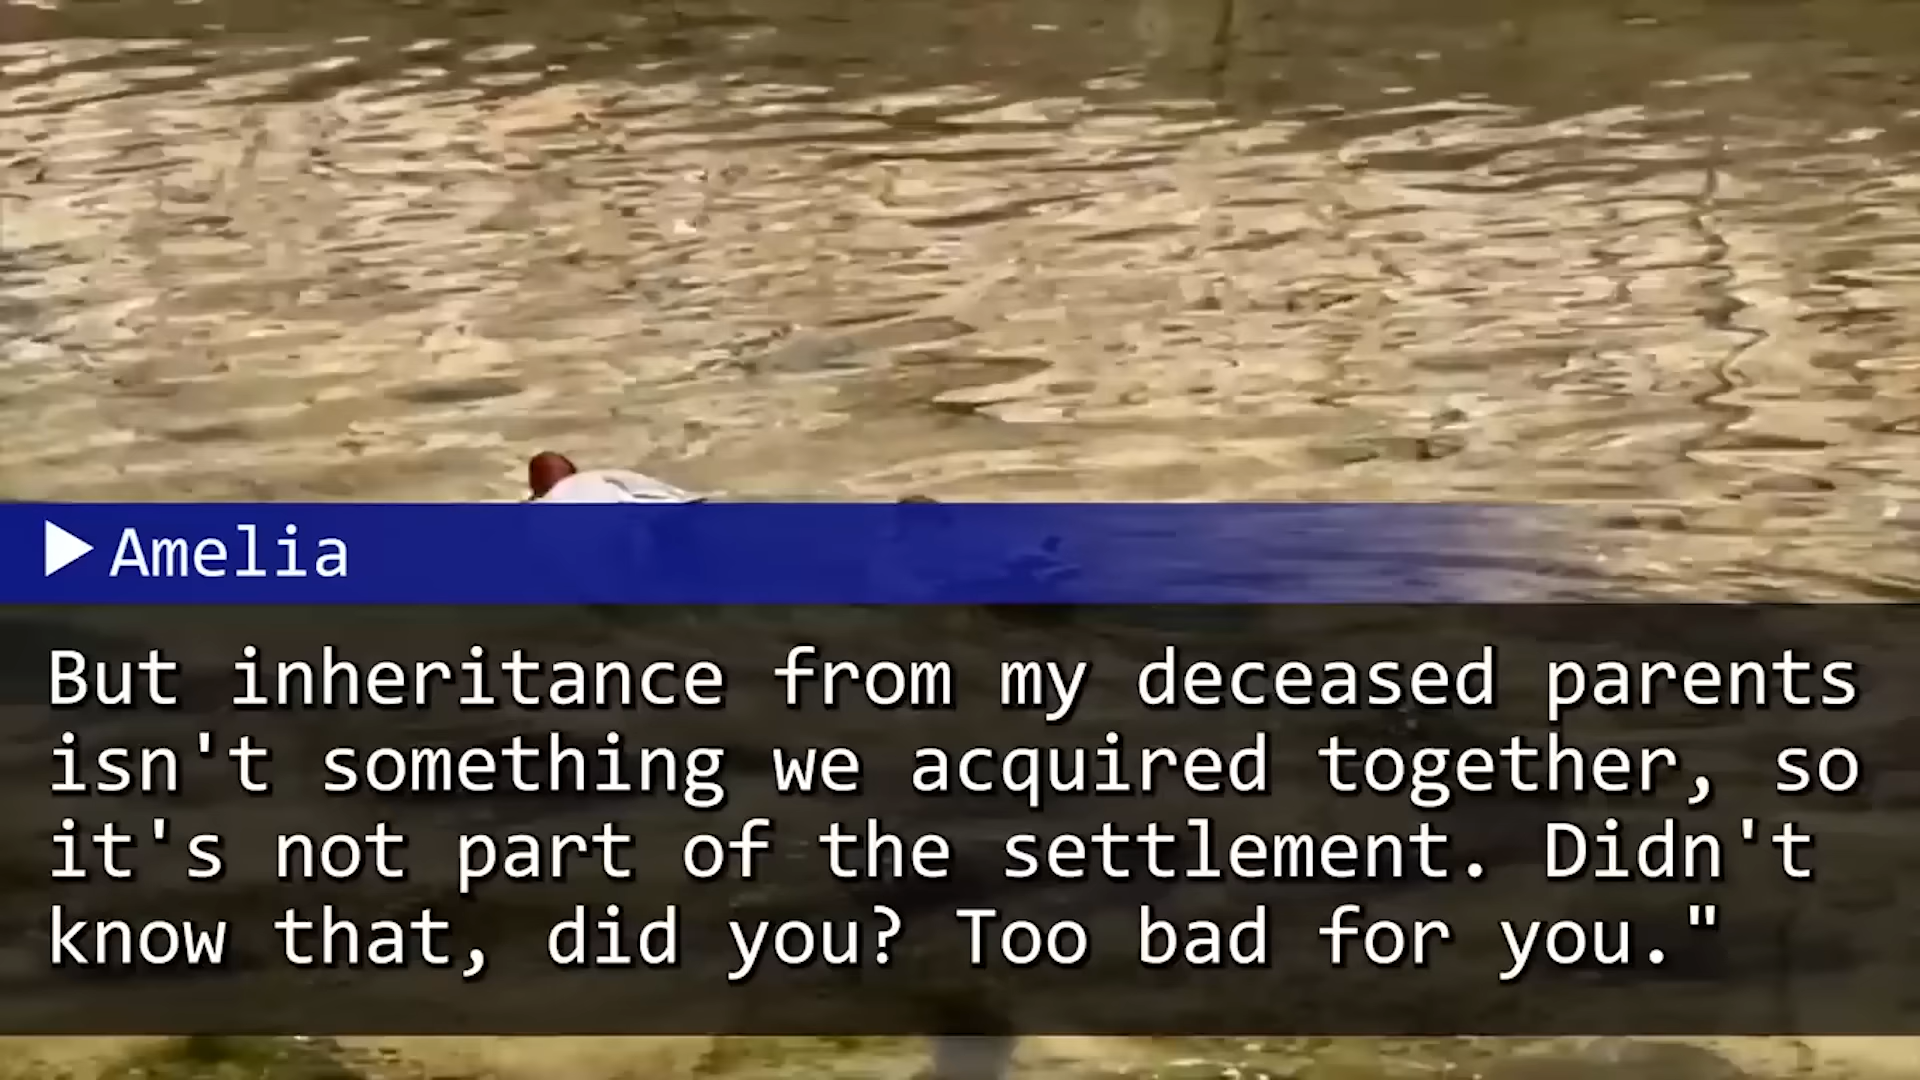 Amelia
But inheritance from my deceased parents
isn't something we acquired together, so
it's not part of the settlement. Didn't
know that, did you? Too bad for you."